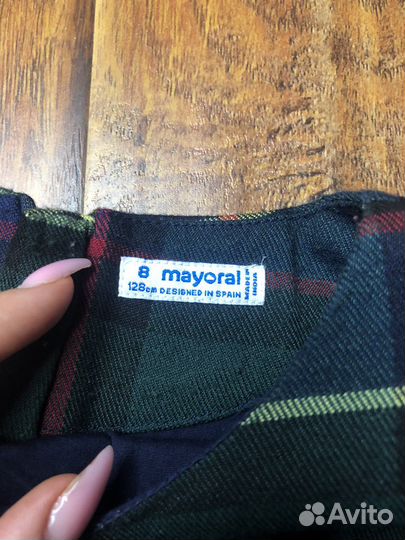 8 mayoral
128cm DESIGNED IN SPAIN
MADE IN
INDIA
Avito